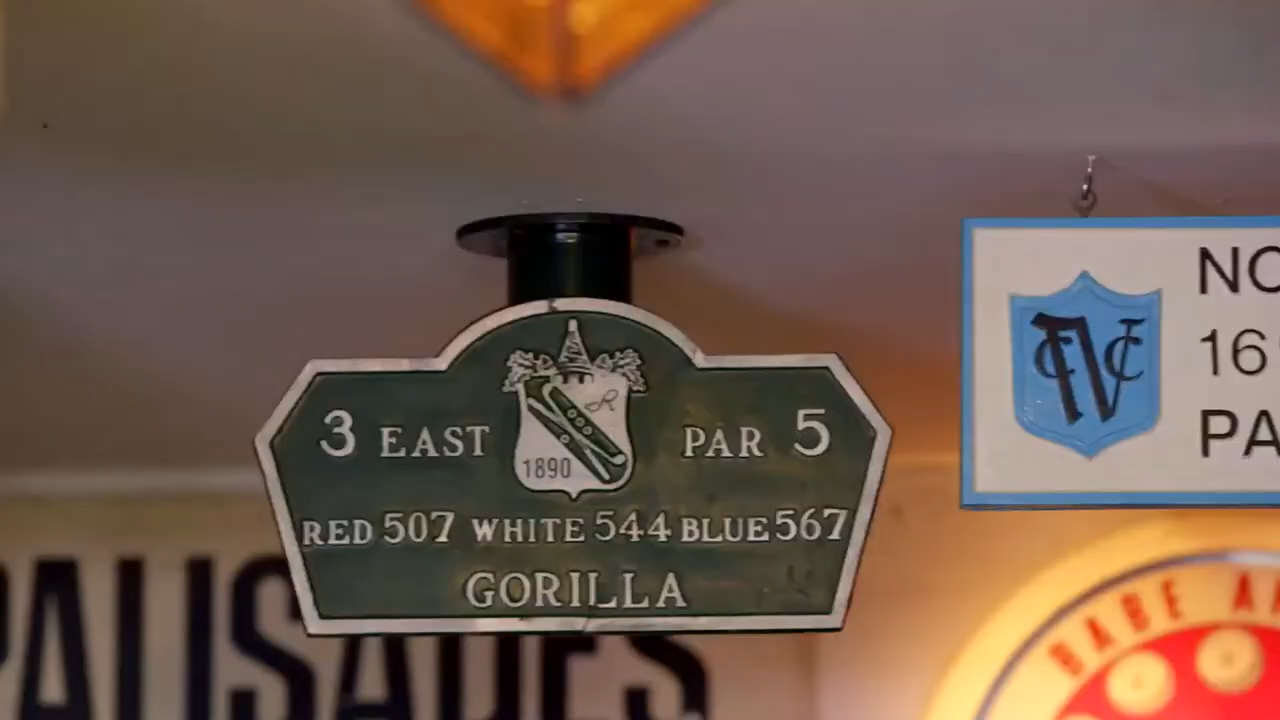 3 EAST PAR 5
1890
RED 507 WHITE 544 BLUE 567
GORILLA
NO
16
PA
PALISADES
BABE